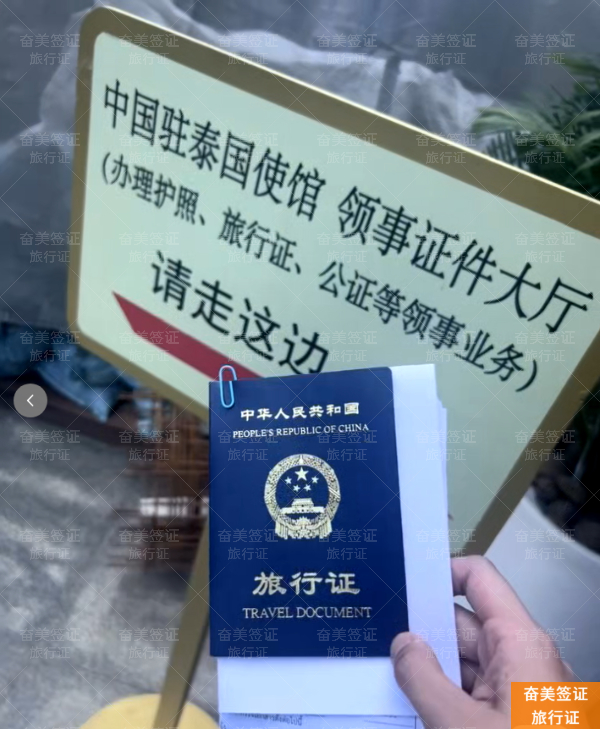 中国驻泰国使馆 领事证件大厅
(办理护照、旅行证、公证等领事业务)
请走这边
中华人民共和国
PEOPLE'S REPUBLIC OF CHINA
旅行证
TRAVEL DOCUMENT
奋美签证
旅行证